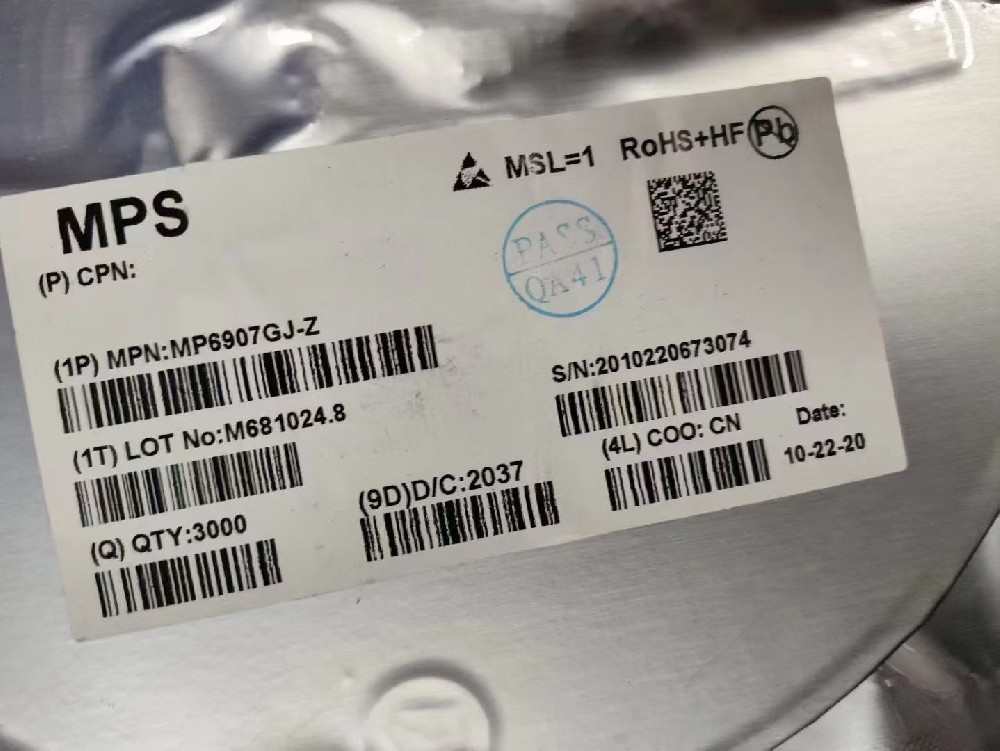 MPS
MSL=1
RoHS+HF Pb
(P) CPN:
PASS
QA41
(1P) MPN:MP6907GJ-Z
S/N:2010220673074
(1T) LOT No:M681024.8
(4L) COO: CN
Date:
10-22-20
(9D)D/C:2037
(Q) QTY:3000